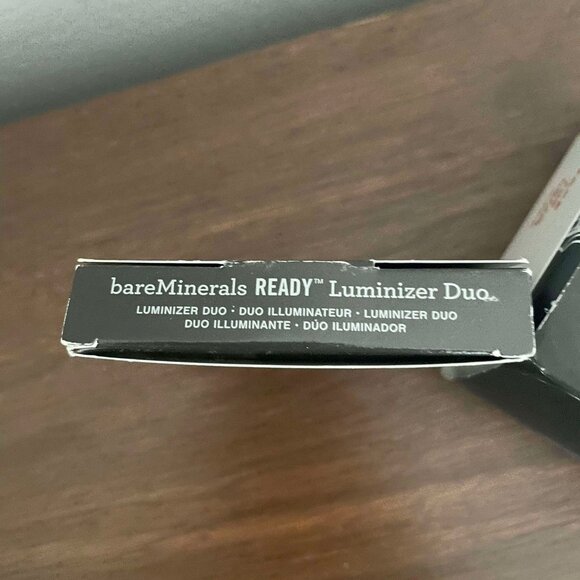 bareMinerals READY™ Luminizer Duo
LUMINIZER DUO · DUO ILLUMINATEUR · LUMINIZER DUO
DUO ILLUMINANTE · DÚO ILUMINADOR